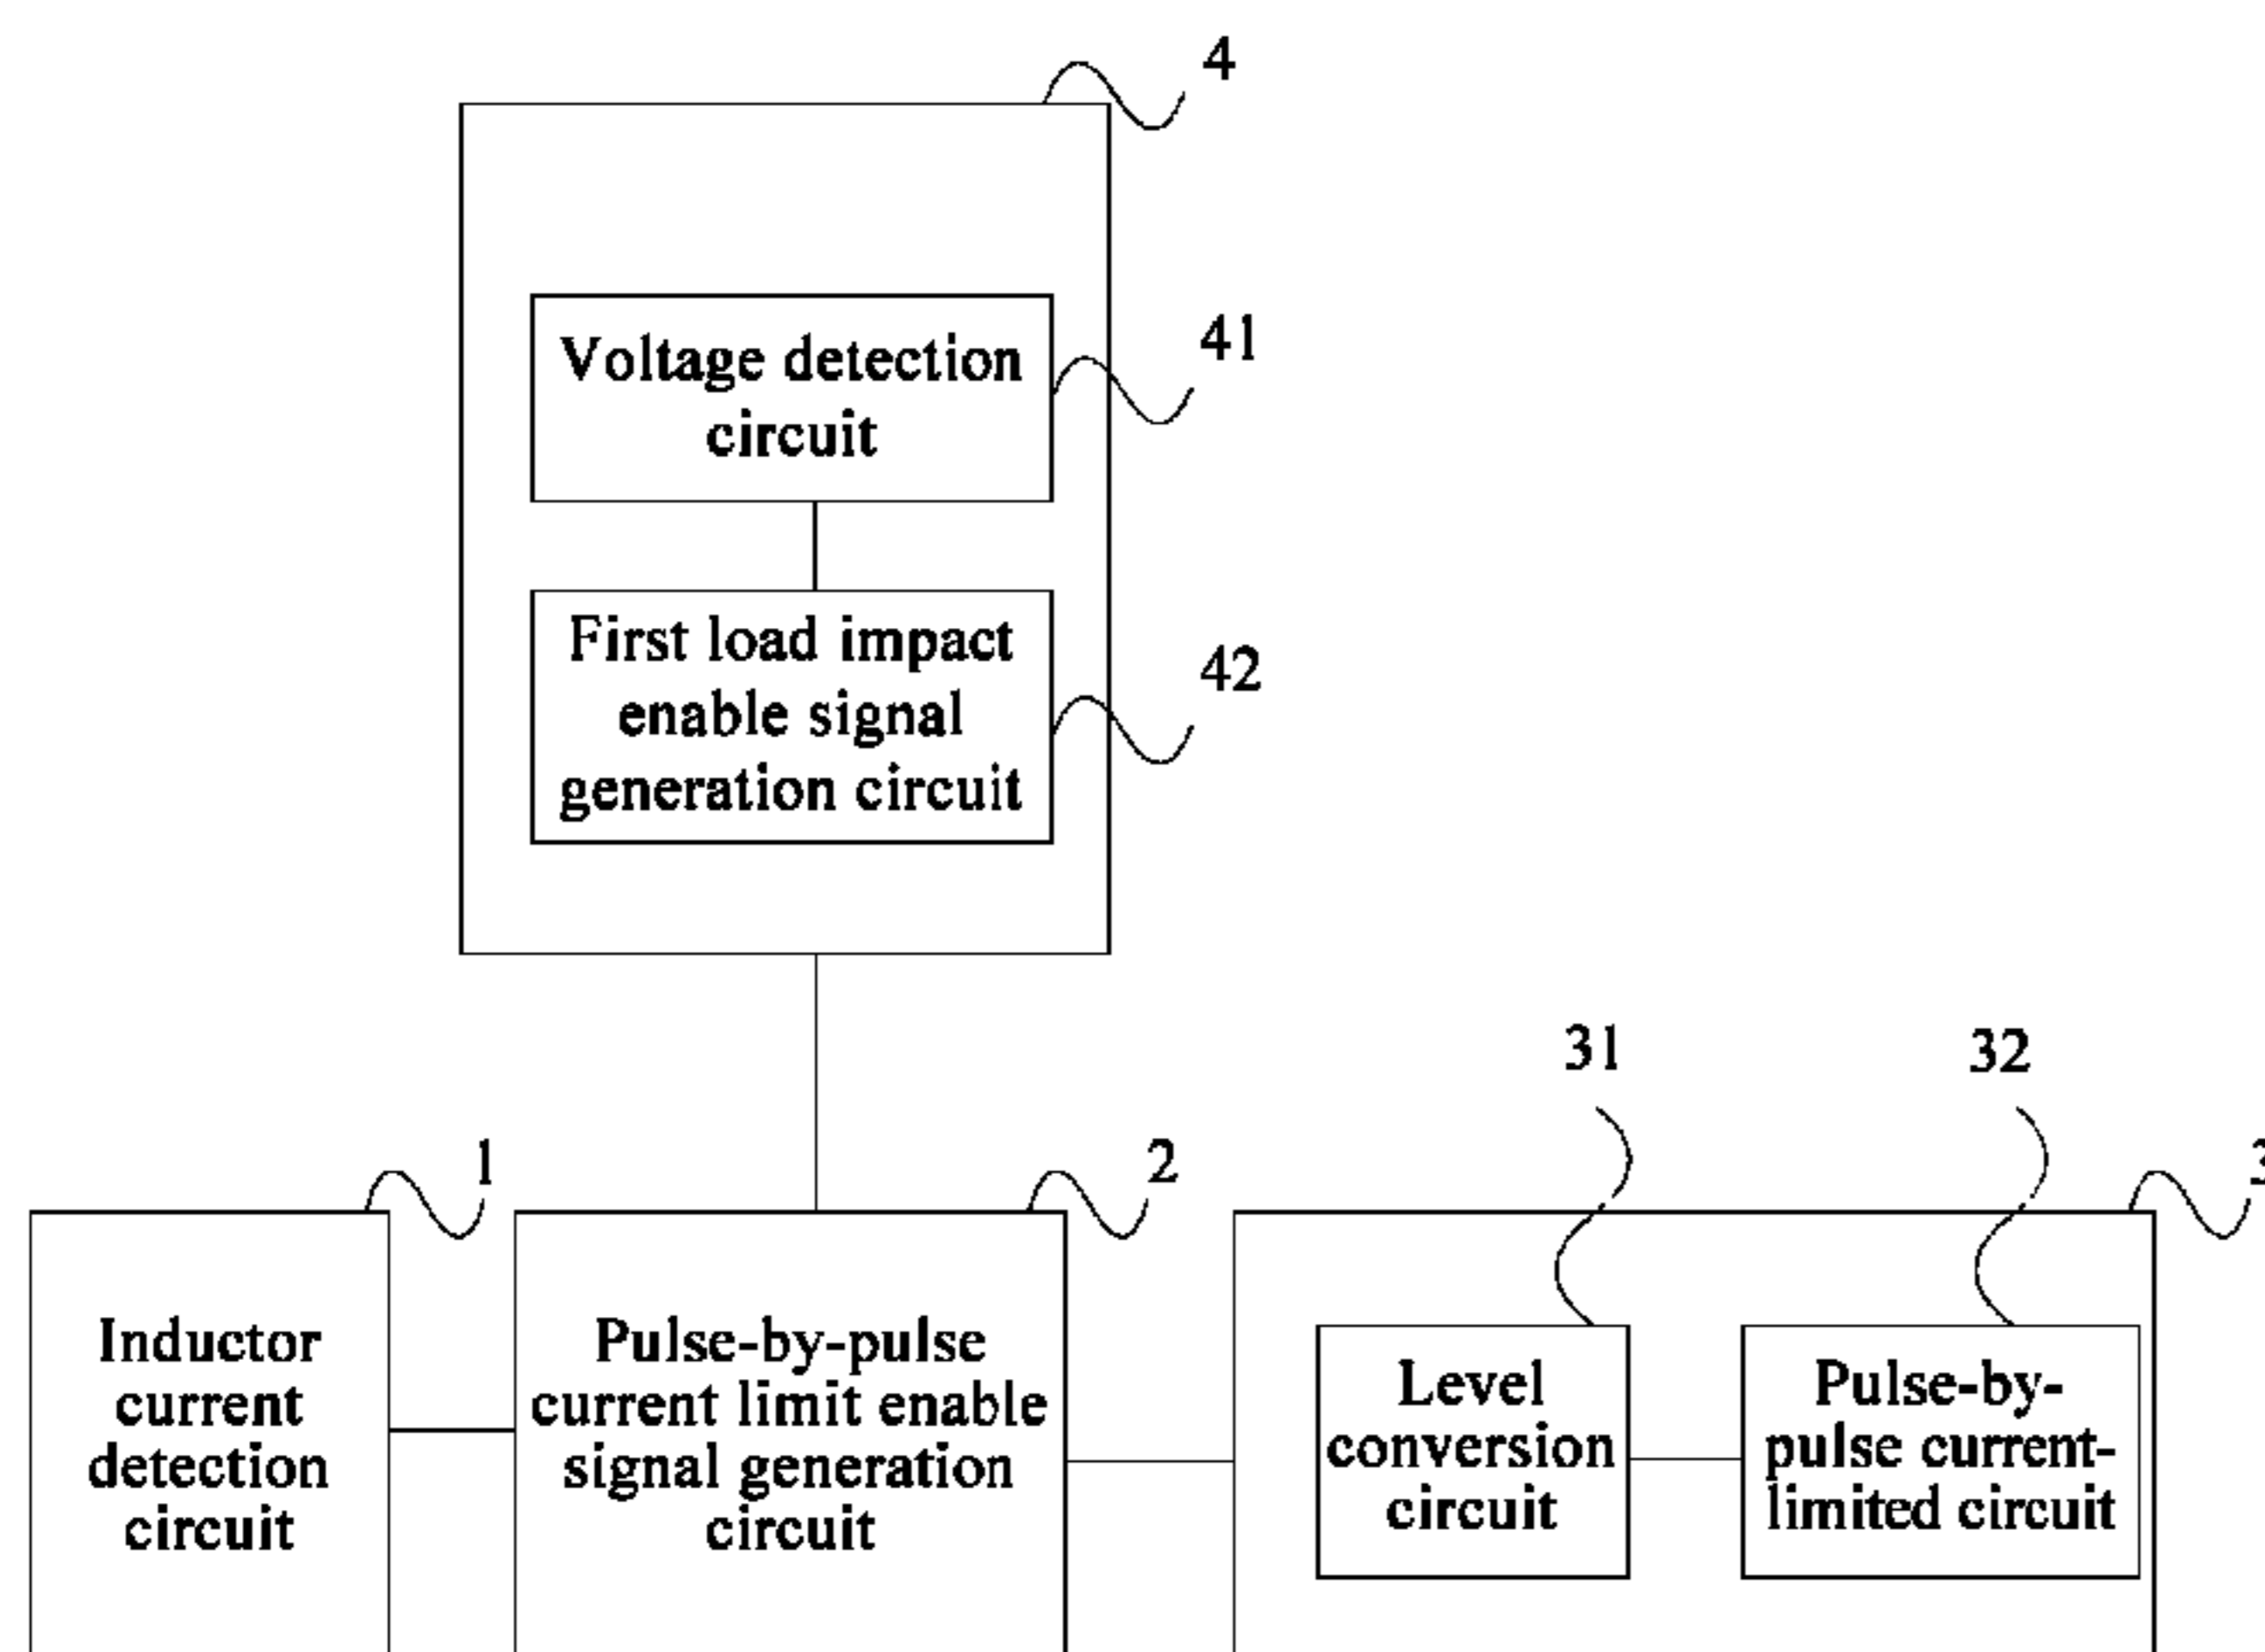 4
Voltage detection
circuit
41
First load impact
enable signal
generation circuit
42
31
32
1
2
3
Inductor
current
detection
circuit
Pulse-by-pulse
current limit enable
signal generation
circuit
Level
conversion
circuit
Pulse-by-
pulse current-
limited circuit